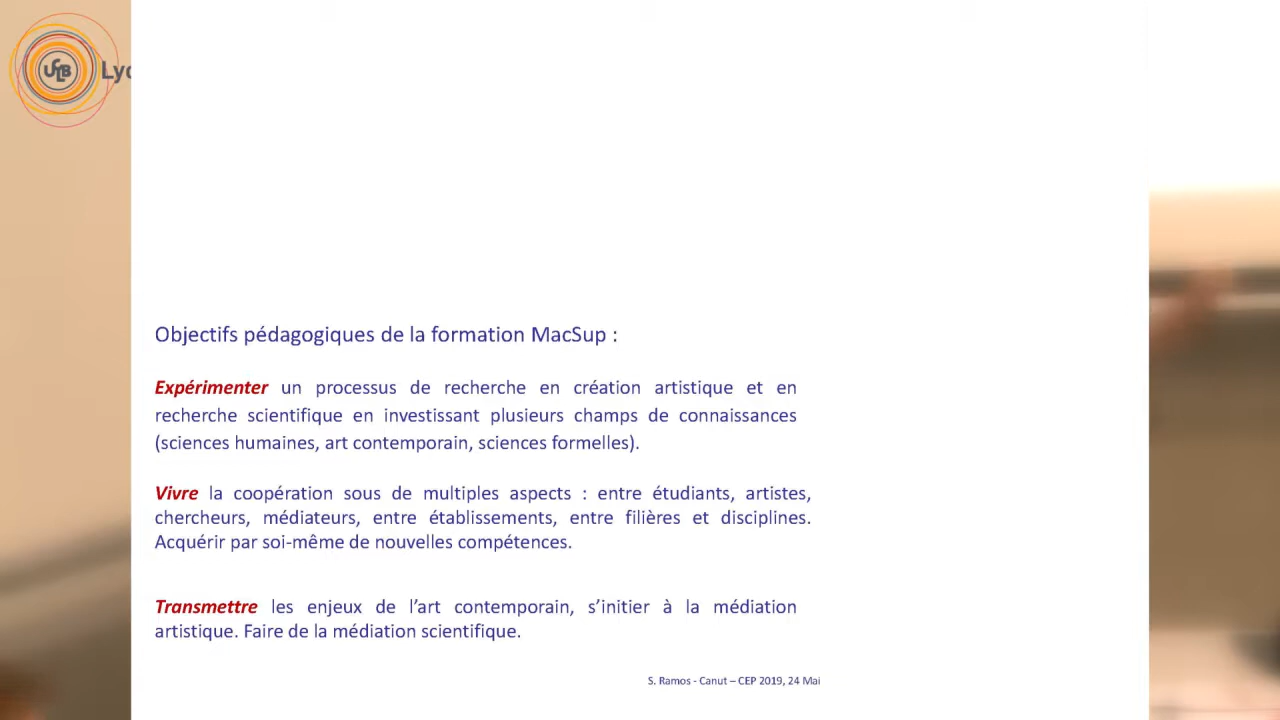 UCLB
Lyo
Objectifs pédagogiques de la formation MacSup :
Expérimenter un processus de recherche en création artistique et en
recherche scientifique en investissant plusieurs champs de connaissances
(sciences humaines, art contemporain, sciences formelles).
Vivre la coopération sous de multiples aspects : entre étudiants, artistes,
chercheurs, médiateurs, entre établissements, entre filières et disciplines.
Acquérir par soi-même de nouvelles compétences.
Transmettre les enjeux de l’art contemporain, s’initier à la médiation
artistique. Faire de la médiation scientifique.
S. Ramos - Canut – CEP 2019, 24 Mai